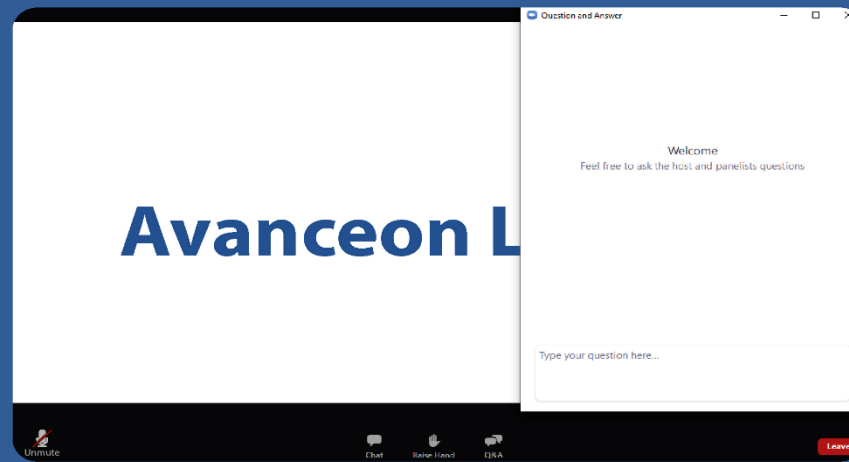 Question and Answer
Welcome
Feel free to ask the host and panelists questions
Avanceon L
Type your question here...
Unmute
Chat
Raise Hand
Q&A
Leave